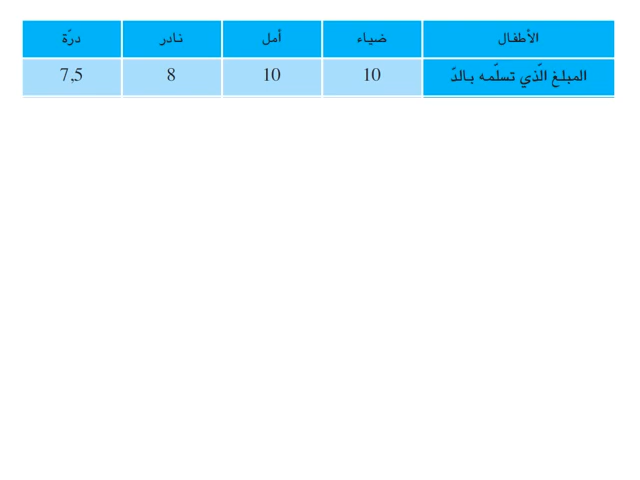 الأطفال ضياء أمل نادر درّة
المبلغ الّذي تسلّمه بالدّ 10 10 8 7,5